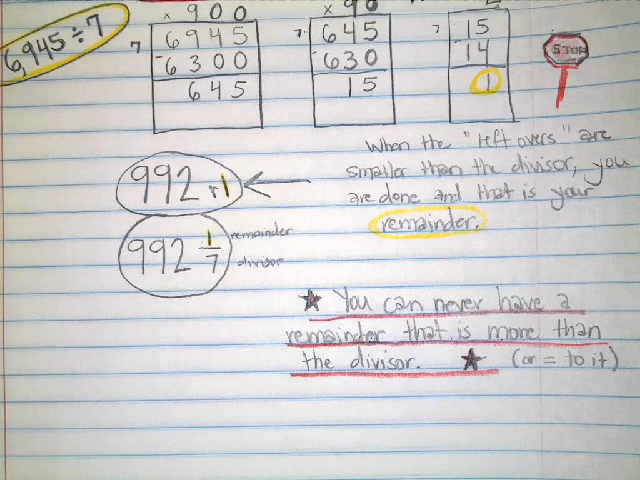 6,945 ÷ 7
x 900
7 6945
-6300
645
x 90
7 645
-630
15
7 15
-14
1
STOP
When the "left overs" are
smaller than the divisor, you
are done and that is your
remainder.
992 r1
992 1/7
remainder
divisor
★ You can never have a
remainder that is more than
the divisor. ★ (or = to it)